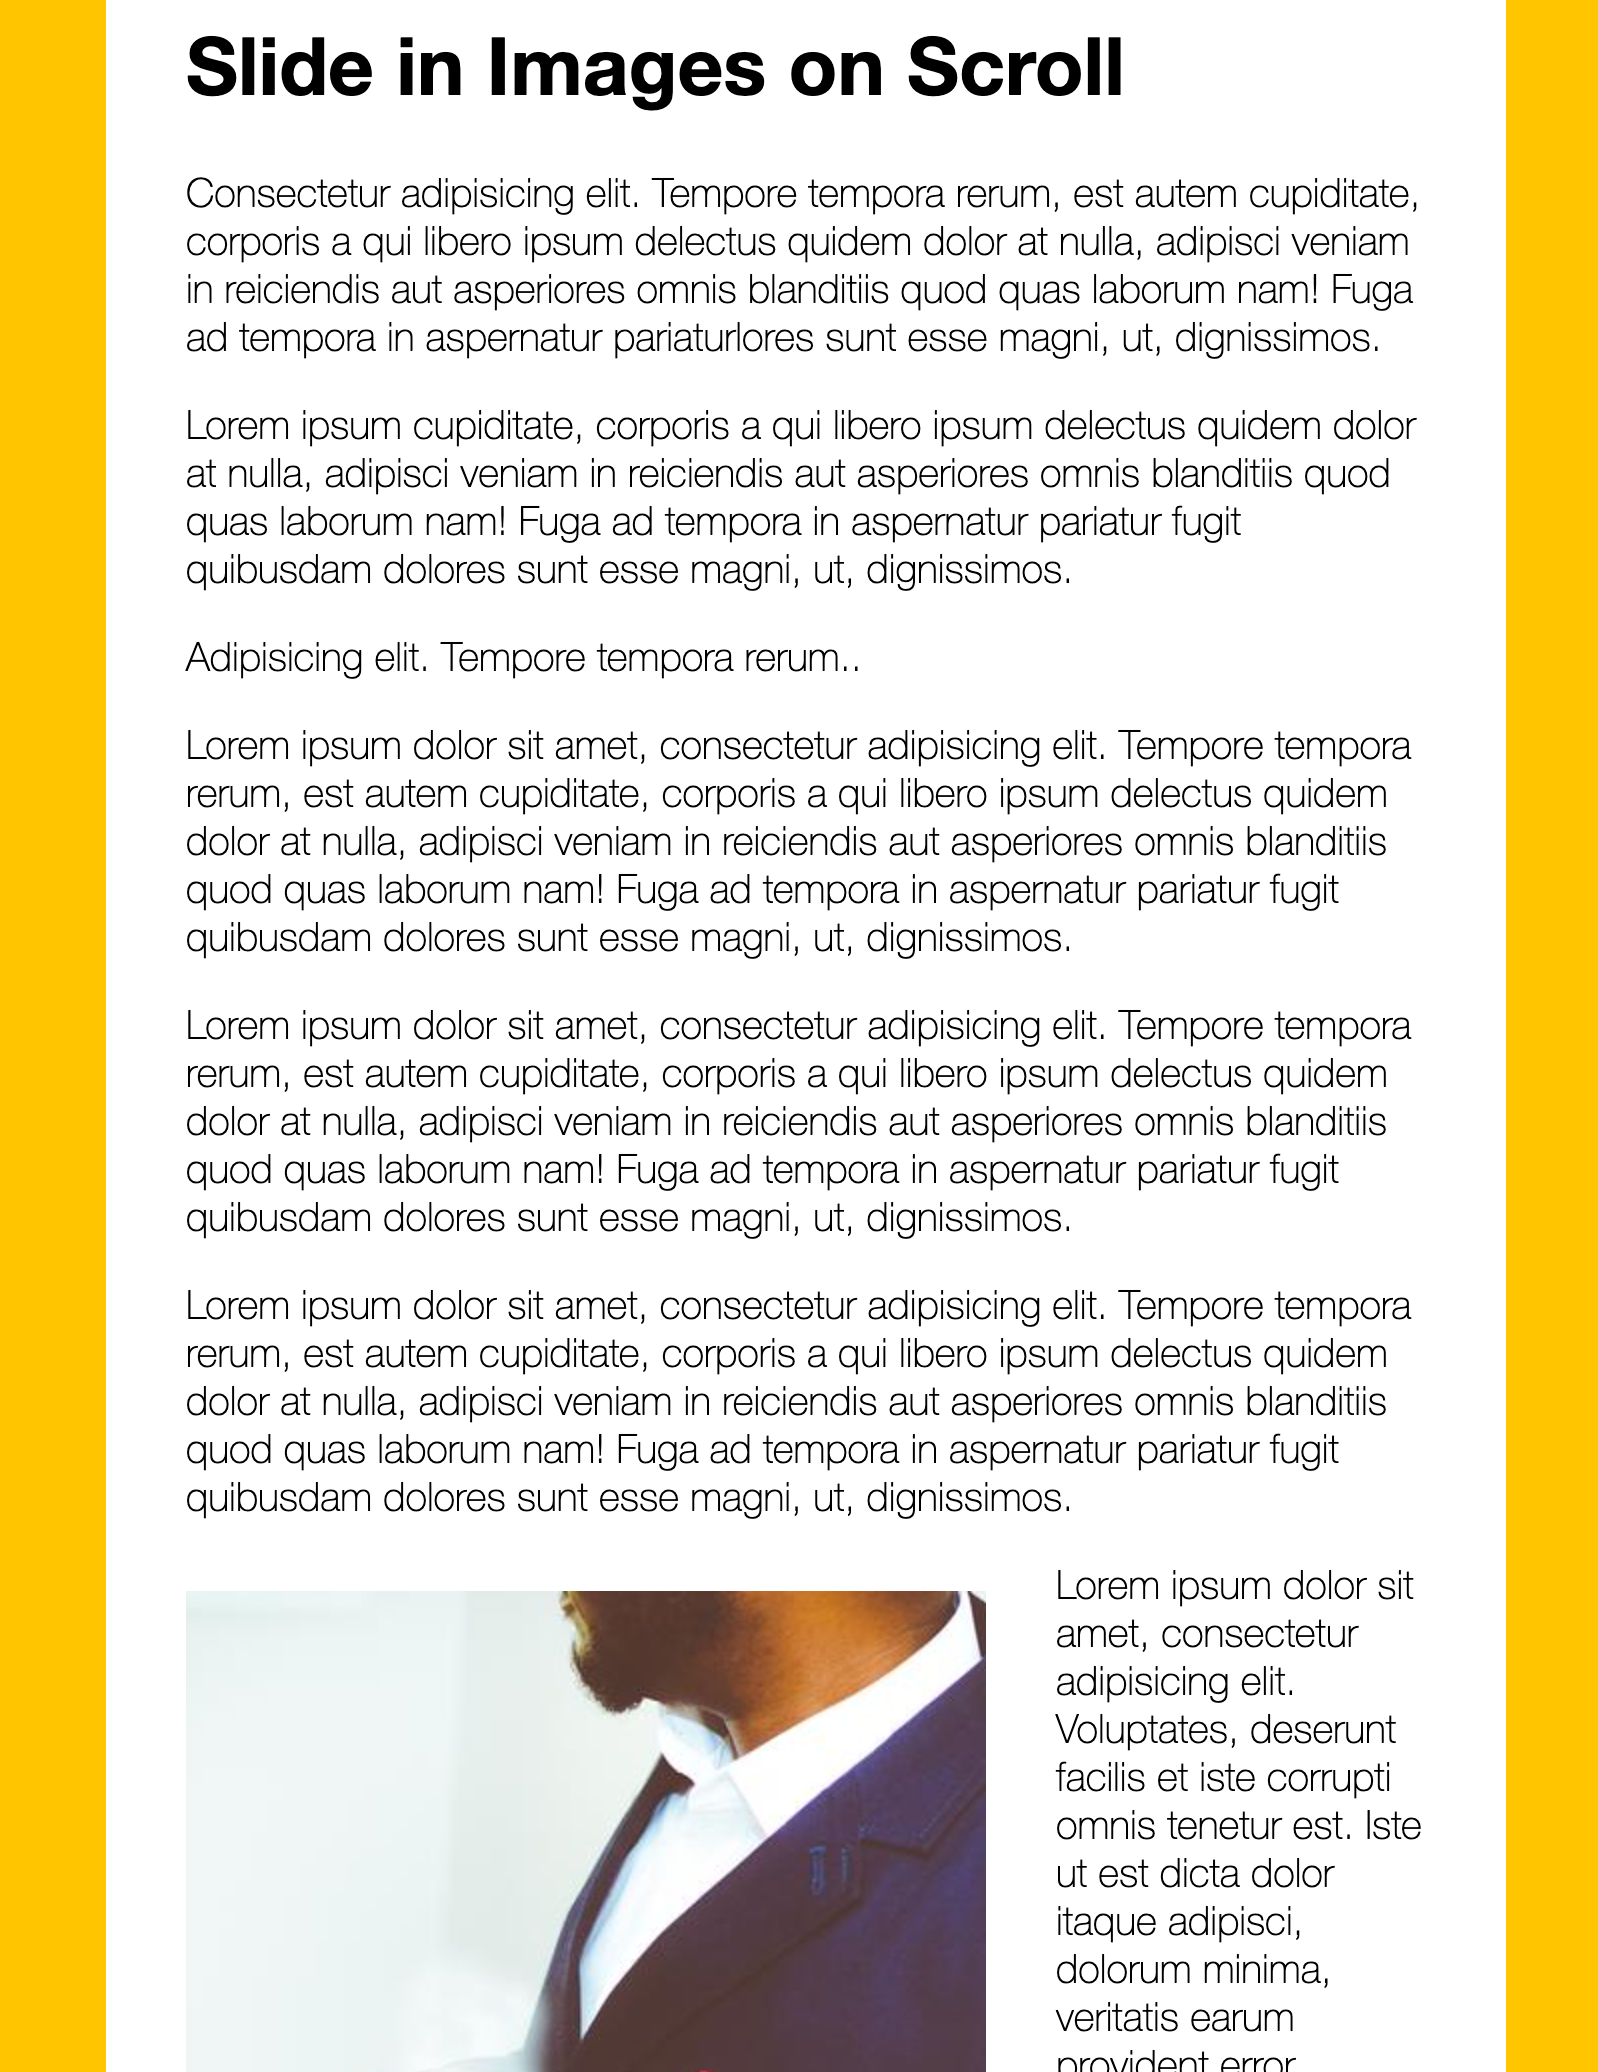 Slide in Images on Scroll
Consectetur adipisicing elit. Tempore tempora rerum, est autem cupiditate,
corporis a qui libero ipsum delectus quidem dolor at nulla, adipisci veniam
in reiciendis aut asperiores omnis blanditiis quod quas laborum nam! Fuga
ad tempora in aspernatur pariaturlores sunt esse magni, ut, dignissimos.
Lorem ipsum cupiditate, corporis a qui libero ipsum delectus quidem dolor
at nulla, adipisci veniam in reiciendis aut asperiores omnis blanditiis quod
quas laborum nam! Fuga ad tempora in aspernatur pariatur fugit
quibusdam dolores sunt esse magni, ut, dignissimos.
Adipisicing elit. Tempore tempora rerum..
Lorem ipsum dolor sit amet, consectetur adipisicing elit. Tempore tempora
rerum, est autem cupiditate, corporis a qui libero ipsum delectus quidem
dolor at nulla, adipisci veniam in reiciendis aut asperiores omnis blanditiis
quod quas laborum nam! Fuga ad tempora in aspernatur pariatur fugit
quibusdam dolores sunt esse magni, ut, dignissimos.
Lorem ipsum dolor sit amet, consectetur adipisicing elit. Tempore tempora
rerum, est autem cupiditate, corporis a qui libero ipsum delectus quidem
dolor at nulla, adipisci veniam in reiciendis aut asperiores omnis blanditiis
quod quas laborum nam! Fuga ad tempora in aspernatur pariatur fugit
quibusdam dolores sunt esse magni, ut, dignissimos.
Lorem ipsum dolor sit amet, consectetur adipisicing elit. Tempore tempora
rerum, est autem cupiditate, corporis a qui libero ipsum delectus quidem
dolor at nulla, adipisci veniam in reiciendis aut asperiores omnis blanditiis
quod quas laborum nam! Fuga ad tempora in aspernatur pariatur fugit
quibusdam dolores sunt esse magni, ut, dignissimos.
Lorem ipsum dolor sit
amet, consectetur
adipisicing elit.
Voluptates, deserunt
facilis et iste corrupti
omnis tenetur est. Iste
ut est dicta dolor
itaque adipisci,
dolorum minima,
veritatis earum
provident error